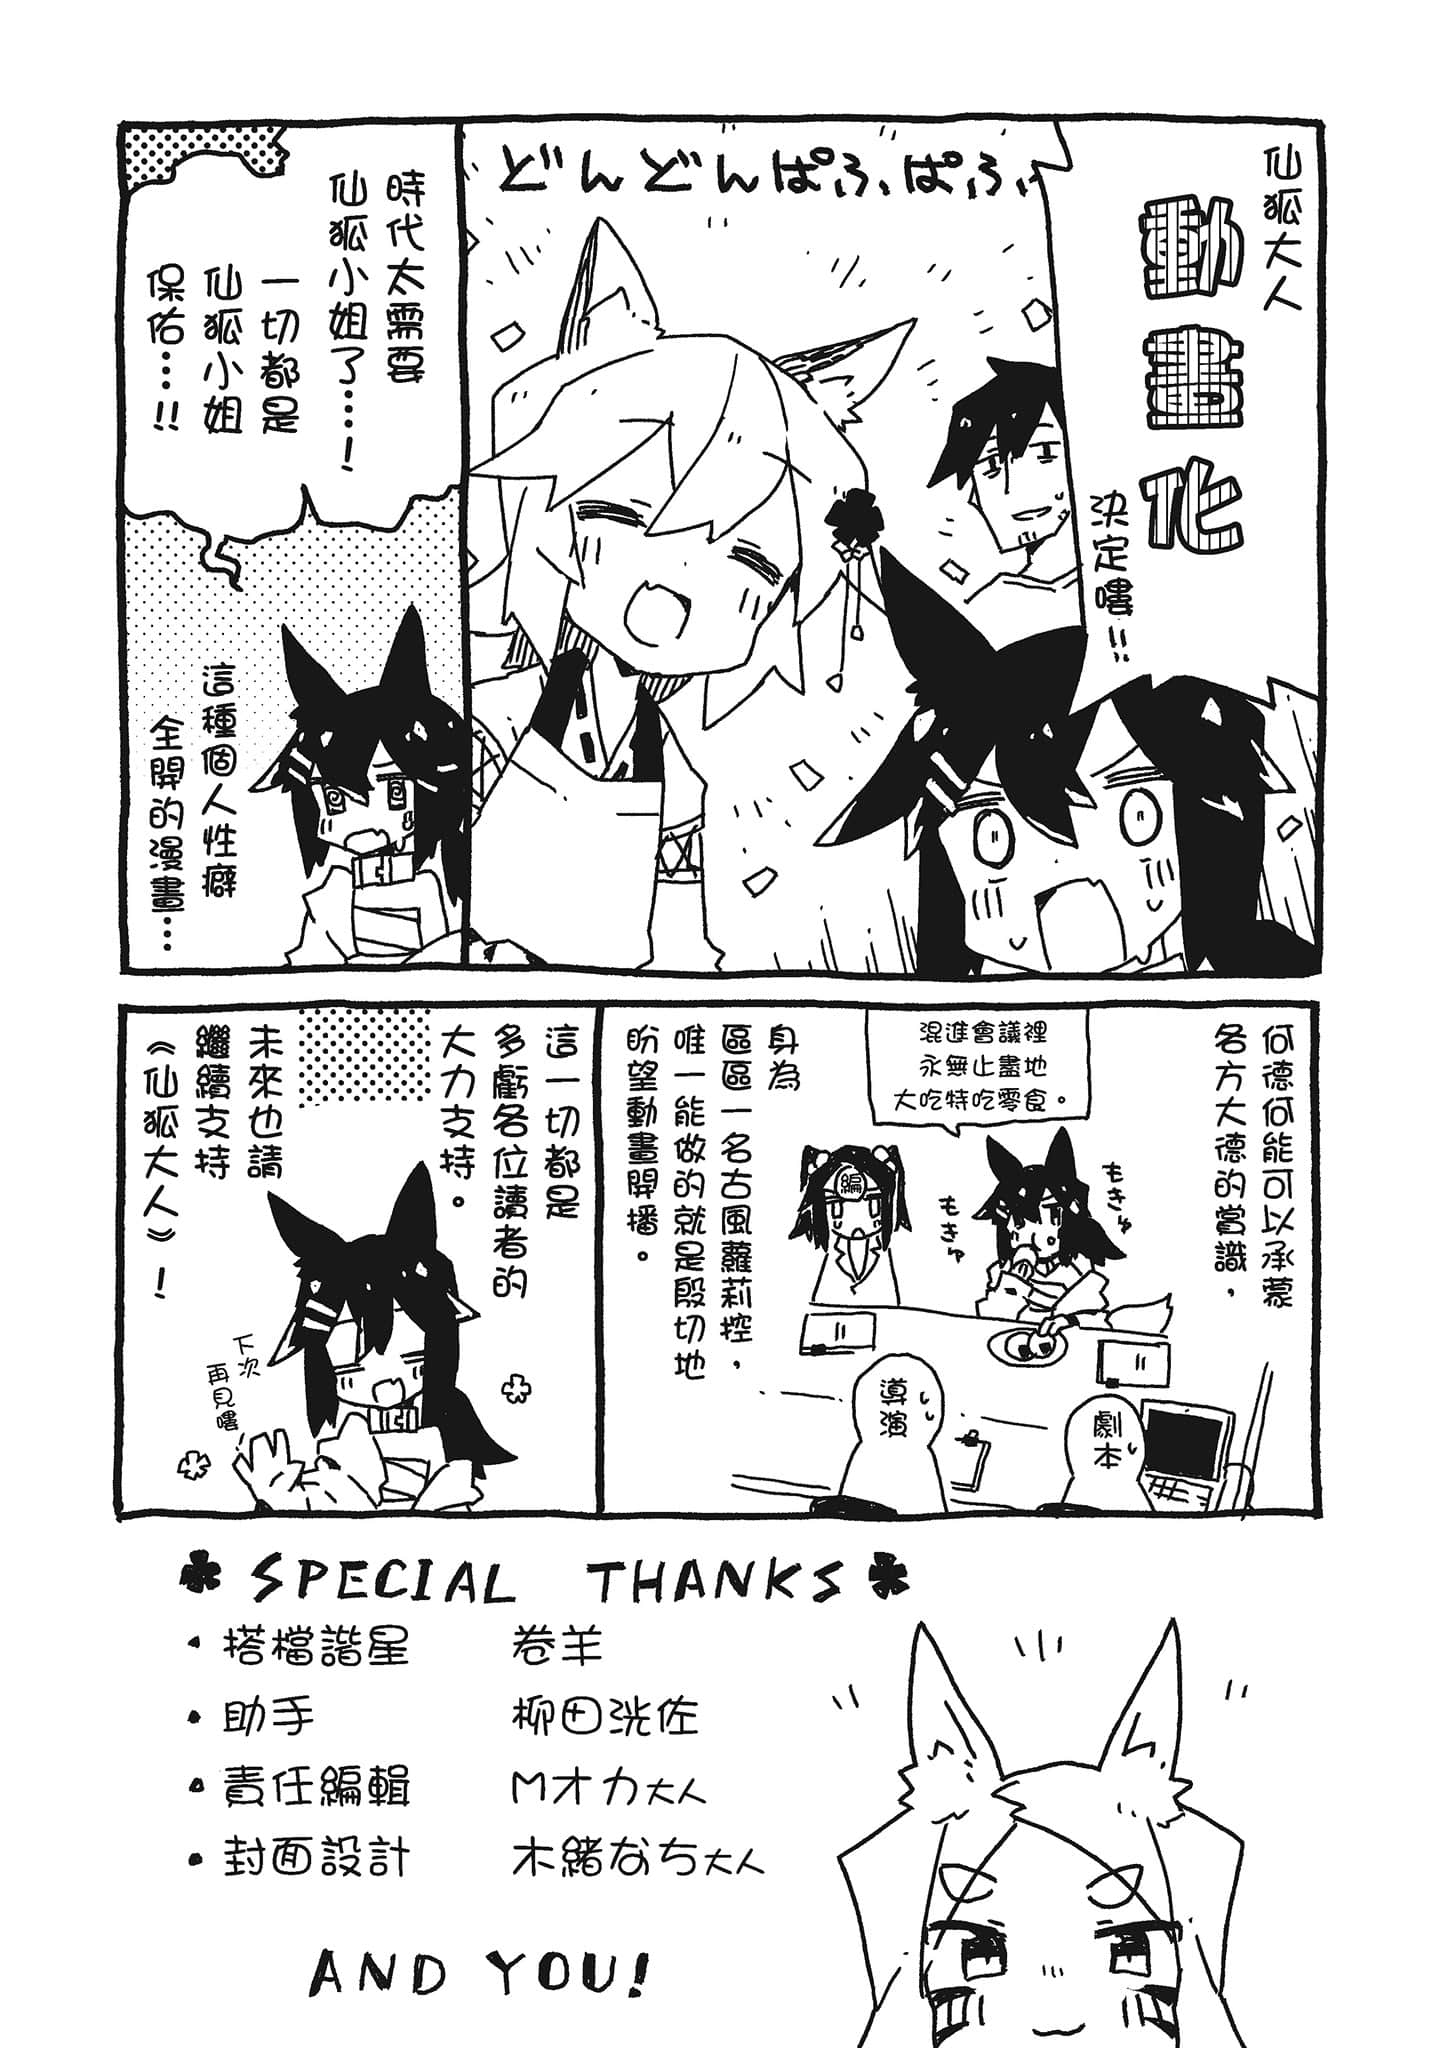 仙狐大人
動畫化
決定嘍!!
どんどんぱふぱふ
時代太需要
仙狐小姐了……！
一切都是
仙狐小姐
保佑…!!
這種個人性癖
全開的漫畫…
何德何能可以承蒙
各方大德的賞識，
混進會議裡
永無止盡地
大吃特吃零食。
もきゅ
もきゅ
編
導演
劇本
身為
區區一名古風蘿莉控，
唯一能做的就是殷切地
盼望動畫開播。
這一切都是
多虧各位讀者的
大力支持。
未來也請
繼續支持
《仙狐大人》！
下次
再見嘍
SPECIAL THANKS
・搭檔諧星 卷羊
・助手 柳田洸佐
・責任編輯 Mオカ大人
・封面設計 木緒なち大人
AND YOU!